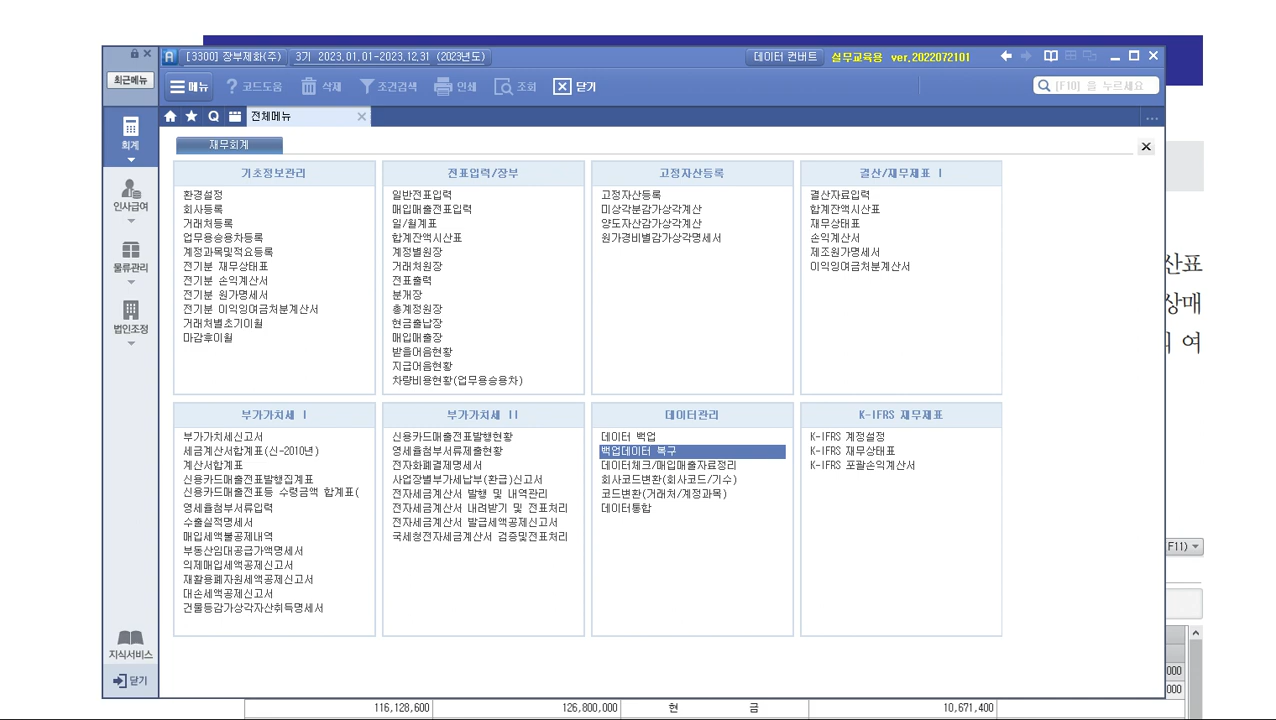 [3300] 장부제화(주) 3기 2023.01.01~2023.12.31 (2023년도) 데이터 컨버트 실무교육용 ver.2022072101
최근메뉴
메뉴 ? 코드도움 삭제 조건검색 인쇄 조회 닫기 [F10] 을 누르세요
전체메뉴
재무회계
회계
인사급여
물류관리
법인조정
지식서비스
닫기
기초정보관리
환경설정
회사등록
거래처등록
업무용승용차등록
계정과목및적요등록
전기분 재무상태표
전기분 손익계산서
전기분 원가명세서
전기분 이익잉여금처분계산서
거래처별초기이월
마감후이월
전표입력/장부
일반전표입력
매입매출전표입력
일/월계표
합계잔액시산표
계정별원장
거래처원장
전표출력
분개장
총계정원장
현금출납장
매입매출장
받을어음현황
지급어음현황
차량비용현황(업무용승용차)
고정자산등록
고정자산등록
미상각분감가상각계산
양도자산감가상각계산
원가경비별감가상각명세서
결산/재무제표 I
결산자료입력
합계잔액시산표
재무상태표
손익계산서
제조원가명세서
이익잉여금처분계산서
부가가치세 I
부가가치세신고서
세금계산서합계표(신-2010년)
계산서합계표
신용카드매출전표발행집계표
신용카드매출전표등 수령금액 합계표(
영세율첨부서류입력
수출실적명세서
매입세액불공제내역
부동산임대공급가액명세서
의제매입세액공제신고서
재활용폐자원세액공제신고서
대손세액공제신고서
건물등감가상각자산취득명세서
부가가치세 II
신용카드매출전표발행현황
영세율첨부서류제출현황
전자화폐결제명세서
사업장별부가세납부(환급)신고서
전자세금계산서 발행 및 내역관리
전자세금계산서 내려받기 및 전표처리
전자세금계산서 발급세액공제신고서
국세청전자세금계산서 검증및전표처리
데이터관리
데이터 백업
백업데이터 복구
데이터체크/매입매출자료정리
회사코드변환(회사코드/기수)
코드변환(거래처/계정과목)
데이터통합
K-IFRS 재무제표
K-IFRS 계정설정
K-IFRS 재무상태표
K-IFRS 포괄손익계산서
산표
상매
여
F11)
000
000
116,128,600 126,800,000 현 금 10,671,400